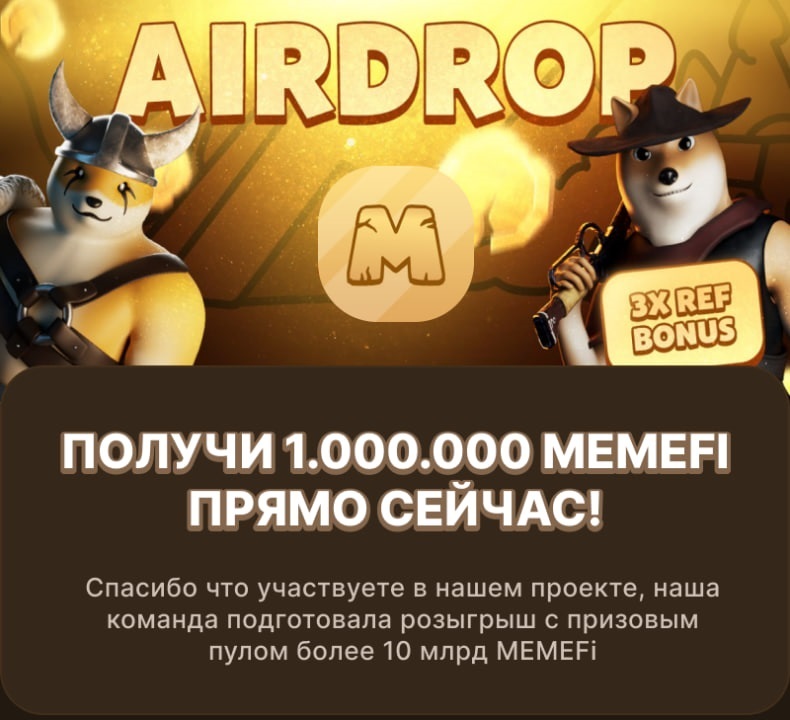 AIRDROP
M
3X REF
BONUS
ПОЛУЧИ 1.000.000 MEMEFI
ПРЯМО СЕЙЧАС!
Спасибо что участвуете в нашем проекте, наша
команда подготовала розыгрыш с призовым
пулом более 10 млрд MEMEFi